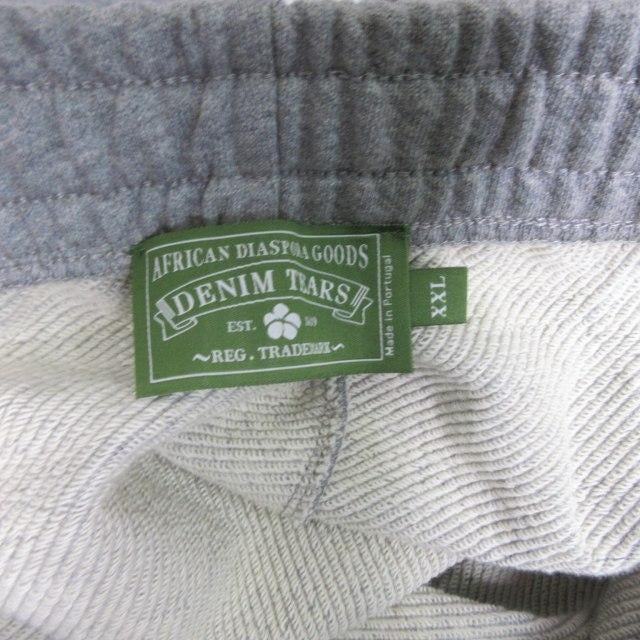 AFRICAN DIASPORA GOODS
DENIM TEARS
EST.
~REG. TRADEMARK~
Made in Portugal
XXL